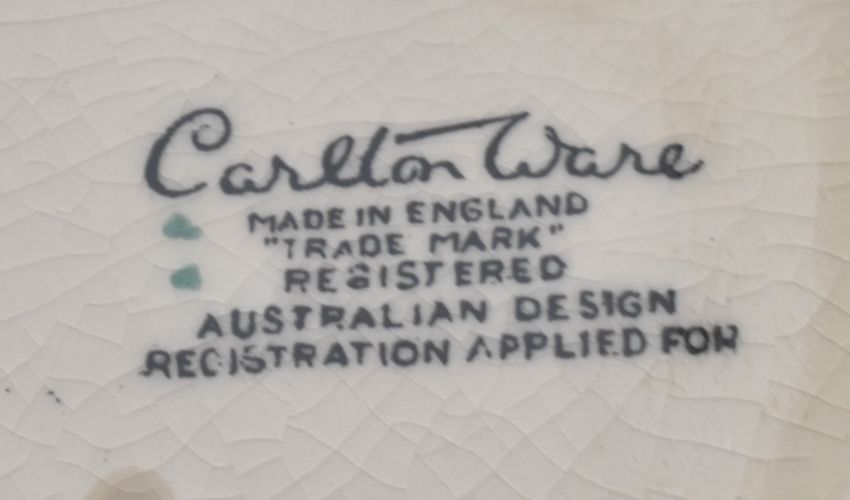 Carlton Ware
MADE IN ENGLAND
"TRADE MARK"
REGISTERED
AUSTRALIAN DESIGN
REGISTRATION APPLIED FOR